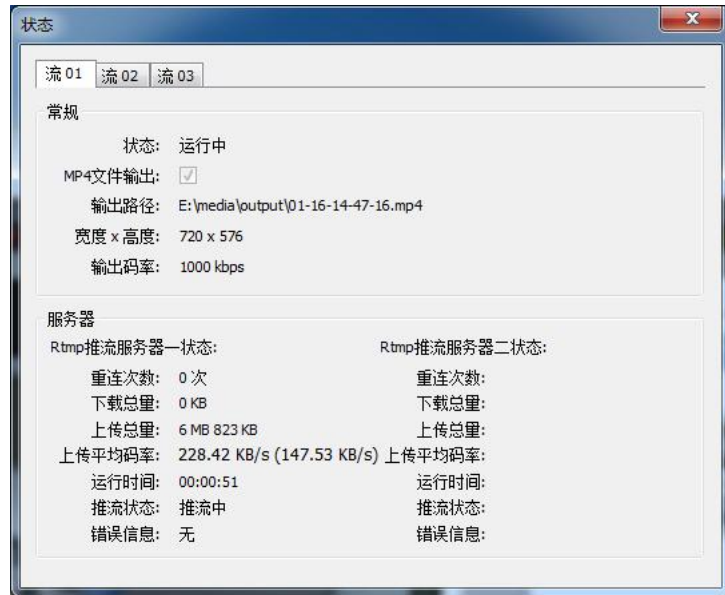 状态
流 01 流 02 流 03
常规
状态: 运行中
MP4文件输出:
输出路径: E:\media\output\01-16-14-47-16.mp4
宽度 x 高度: 720 x 576
输出码率: 1000 kbps
服务器
Rtmp推流服务器一状态: Rtmp推流服务器二状态:
重连次数: 0 次 重连次数:
下载总量: 0 KB 下载总量:
上传总量: 6 MB 823 KB 上传总量:
上传平均码率: 228.42 KB/s (147.53 KB/s) 上传平均码率:
运行时间: 00:00:51 运行时间:
推流状态: 推流中 推流状态:
错误信息: 无 错误信息: